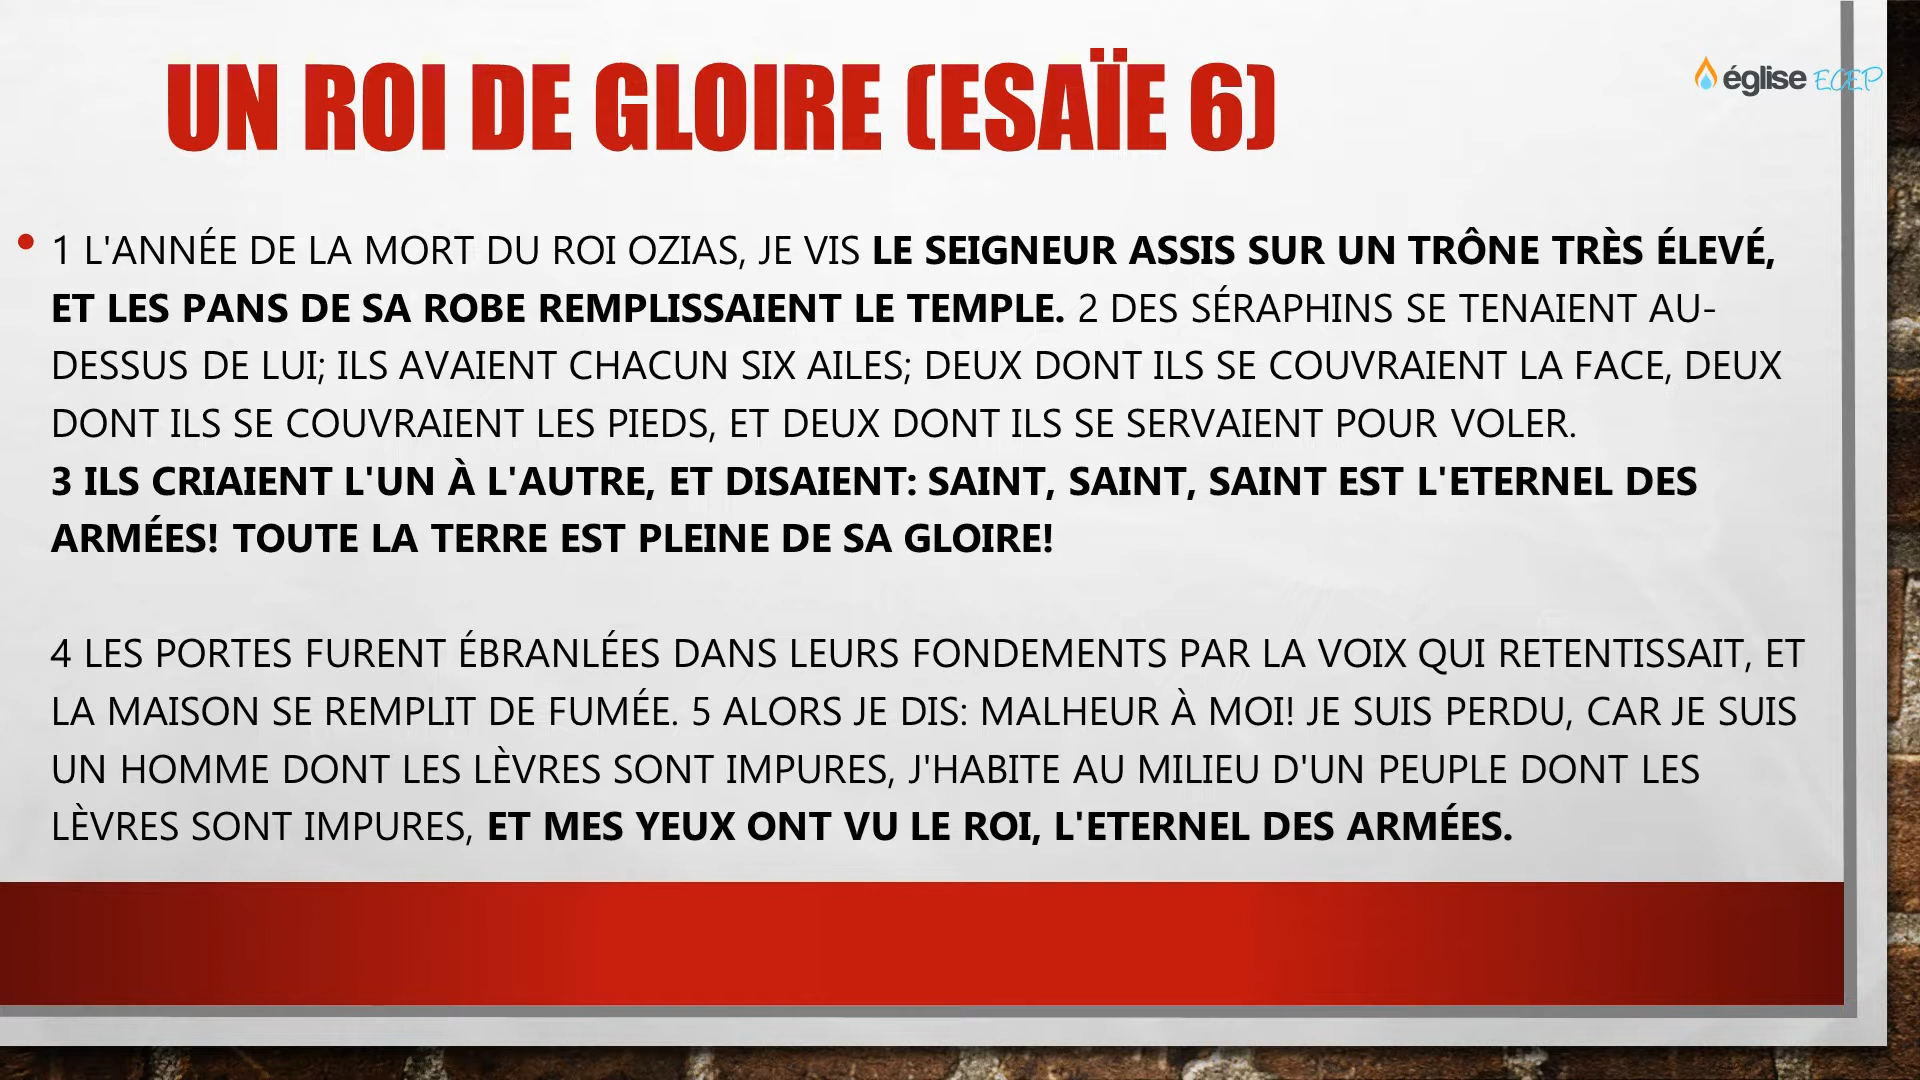 UN ROI DE GLOIRE (ESAÏE 6)
église ECEP
• 1 L'ANNÉE DE LA MORT DU ROI OZIAS, JE VIS LE SEIGNEUR ASSIS SUR UN TRÔNE TRÈS ÉLEVÉ,
ET LES PANS DE SA ROBE REMPLISSAIENT LE TEMPLE. 2 DES SÉRAPHINS SE TENAIENT AU-
DESSUS DE LUI; ILS AVAIENT CHACUN SIX AILES; DEUX DONT ILS SE COUVRAIENT LA FACE, DEUX
DONT ILS SE COUVRAIENT LES PIEDS, ET DEUX DONT ILS SE SERVAIENT POUR VOLER.
3 ILS CRIAIENT L'UN À L'AUTRE, ET DISAIENT: SAINT, SAINT, SAINT EST L'ETERNEL DES
ARMÉES! TOUTE LA TERRE EST PLEINE DE SA GLOIRE!
4 LES PORTES FURENT ÉBRANLÉES DANS LEURS FONDEMENTS PAR LA VOIX QUI RETENTISSAIT, ET
LA MAISON SE REMPLIT DE FUMÉE. 5 ALORS JE DIS: MALHEUR À MOI! JE SUIS PERDU, CAR JE SUIS
UN HOMME DONT LES LÈVRES SONT IMPURES, J'HABITE AU MILIEU D'UN PEUPLE DONT LES
LÈVRES SONT IMPURES, ET MES YEUX ONT VU LE ROI, L'ETERNEL DES ARMÉES.